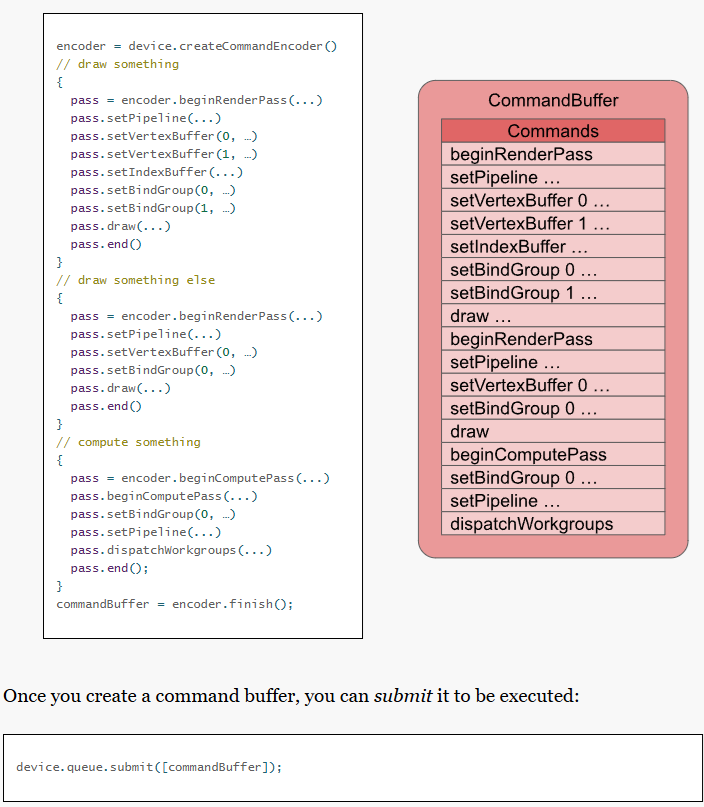 encoder = device.createCommandEncoder()
// draw something
{
  pass = encoder.beginRenderPass(...)
  pass.setPipeline(...)
  pass.setVertexBuffer(0, …)
  pass.setVertexBuffer(1, …)
  pass.setIndexBuffer(...)
  pass.setBindGroup(0, …)
  pass.setBindGroup(1, …)
  pass.draw(...)
  pass.end()
}
// draw something else
{
  pass = encoder.beginRenderPass(...)
  pass.setPipeline(...)
  pass.setVertexBuffer(0, …)
  pass.setBindGroup(0, …)
  pass.draw(...)
  pass.end()
}
// compute something
{
  pass = encoder.beginComputePass(...)
  pass.beginComputePass(...)
  pass.setBindGroup(0, …)
  pass.setPipeline(...)
  pass.dispatchWorkgroups(...)
  pass.end();
}
commandBuffer = encoder.finish();
CommandBuffer
Commands
beginRenderPass
setPipeline …
setVertexBuffer 0 …
setVertexBuffer 1 …
setIndexBuffer …
setBindGroup 0 …
setBindGroup 1 …
draw …
beginRenderPass
setPipeline …
setVertexBuffer 0 …
setBindGroup 0 …
draw
beginComputePass
setBindGroup 0 …
setPipeline …
dispatchWorkgroups
Once you create a command buffer, you can submit it to be executed:
device.queue.submit([commandBuffer]);